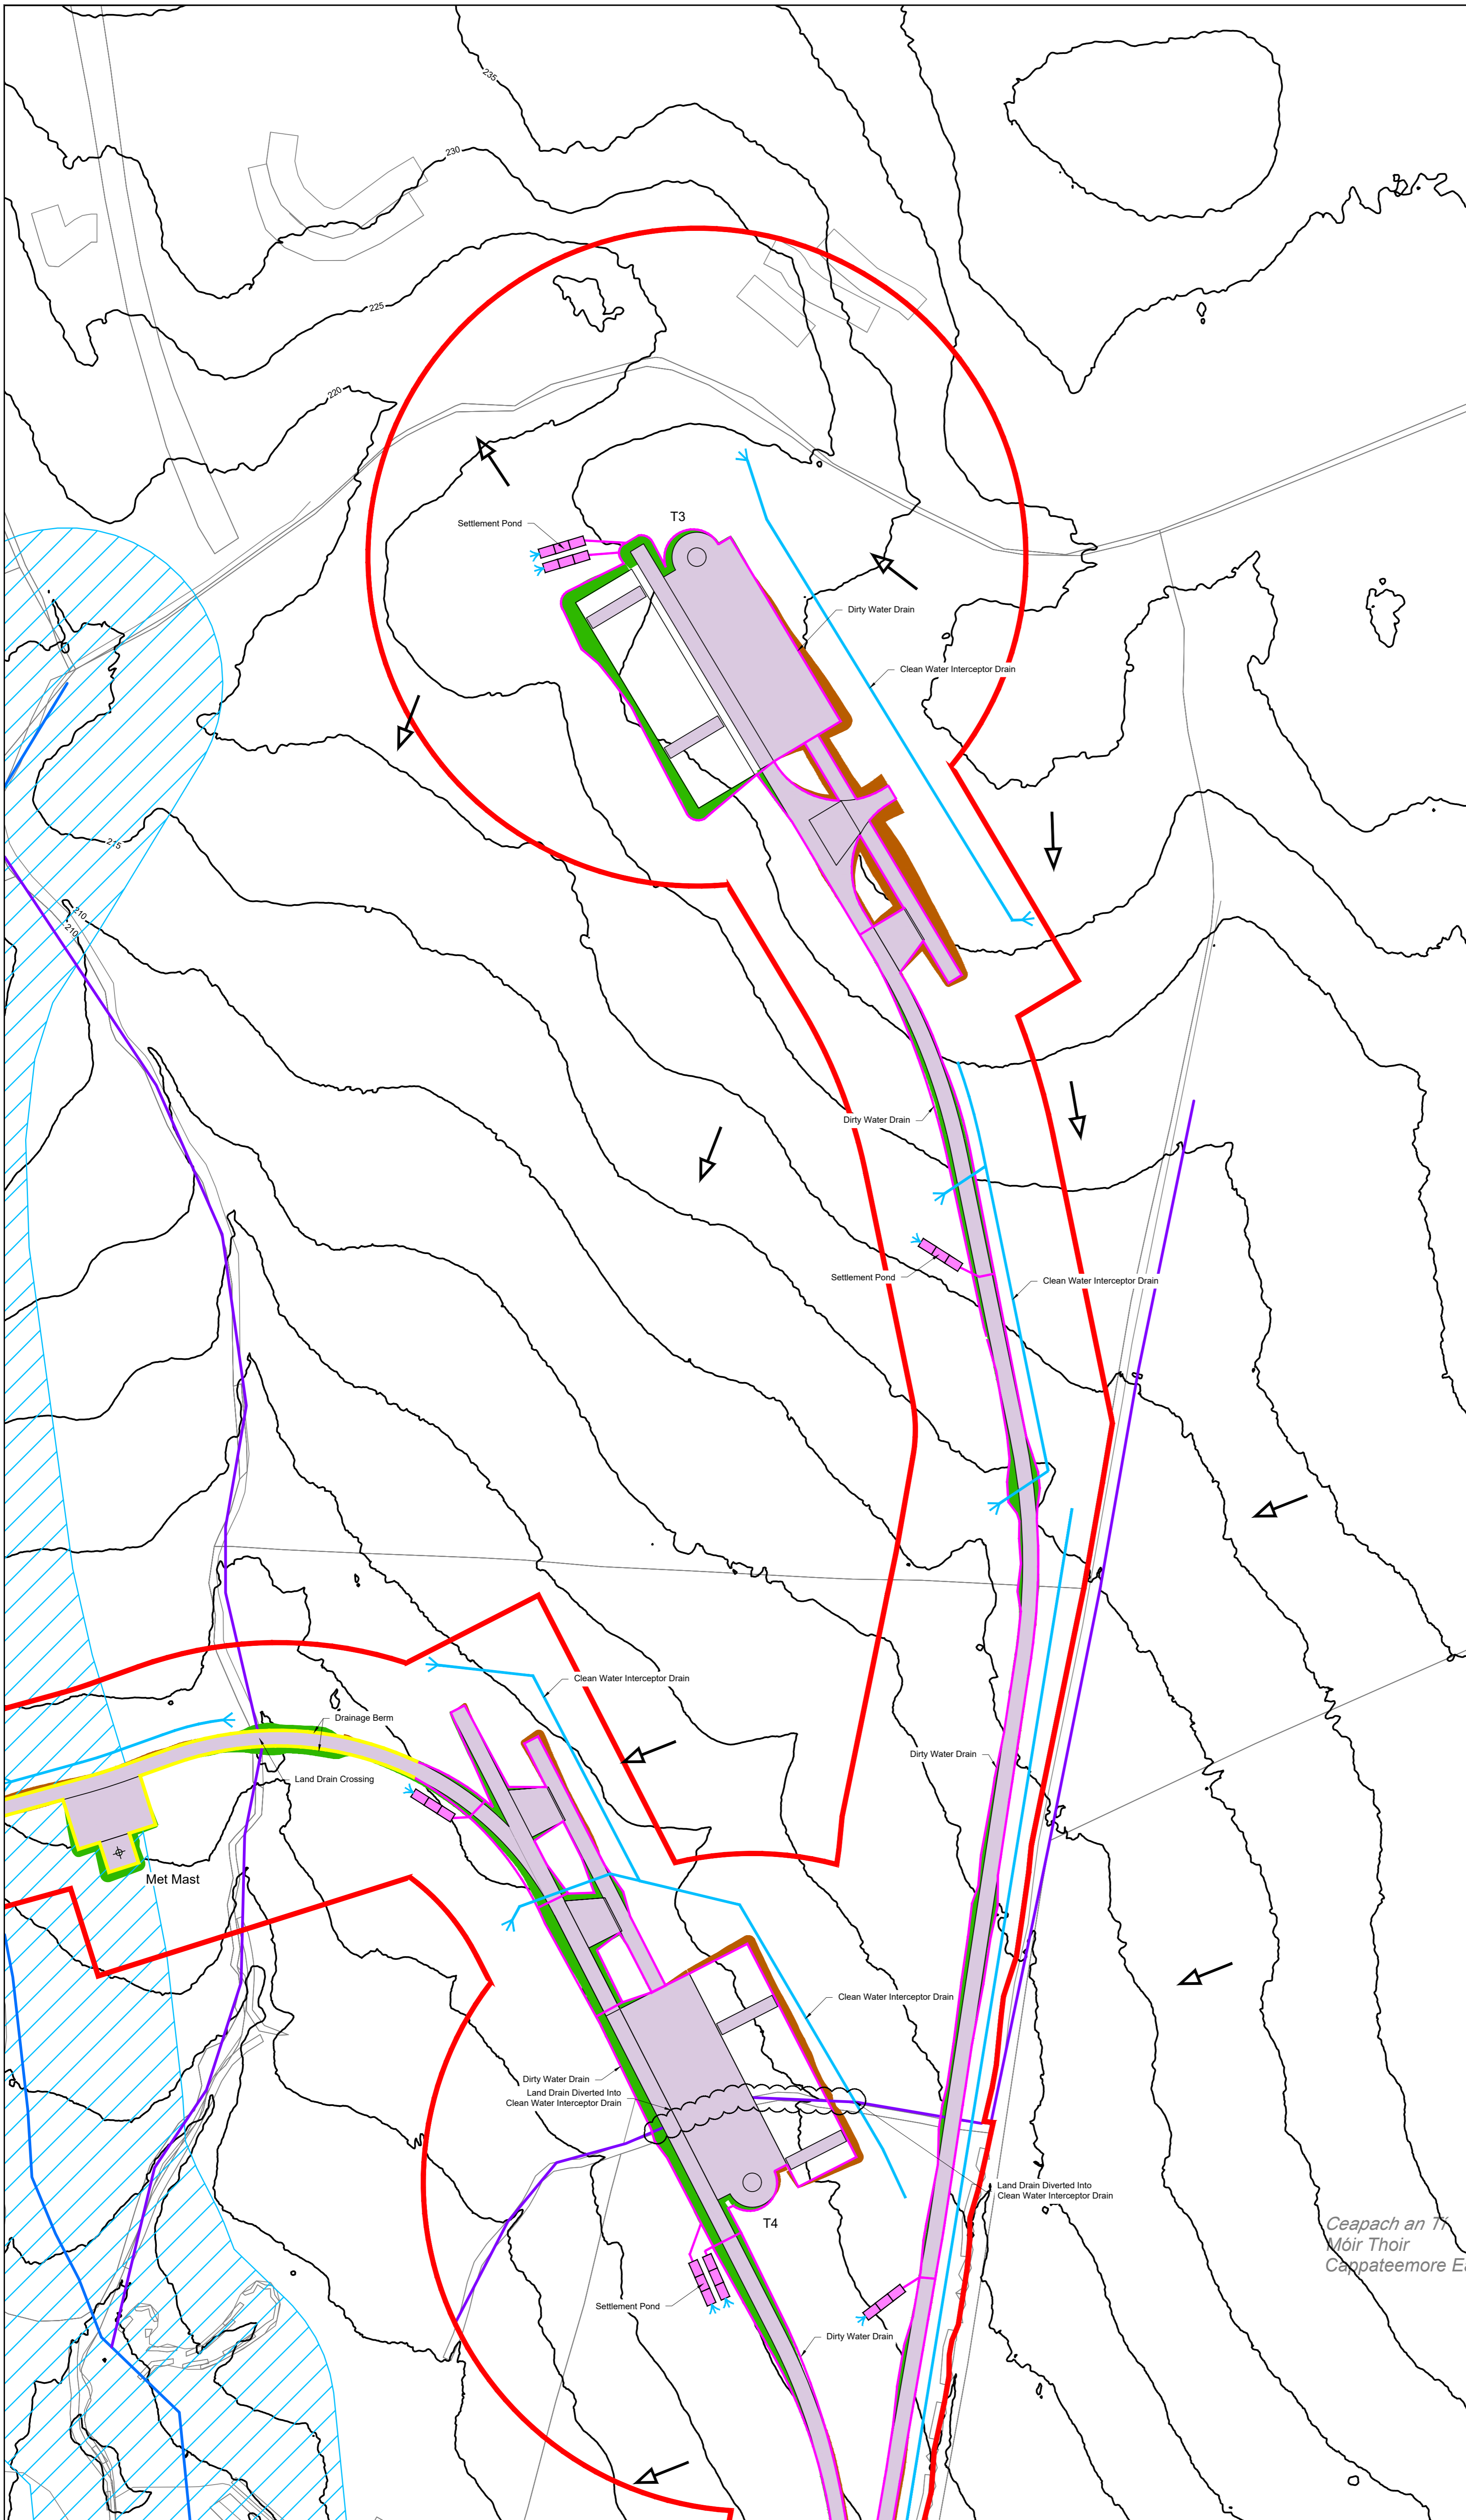 235
230
225
220
Settlement Pond
T3
Dirty Water Drain
Clean Water Interceptor Drain
215
210
210
Dirty Water Drain
Settlement Pond
Clean Water Interceptor Drain
Clean Water Interceptor Drain
Drainage Berm
Dirty Water Drain
Land Drain Crossing
Met Mast
Clean Water Interceptor Drain
Dirty Water Drain
Land Drain Diverted Into
Clean Water Interceptor Drain
Land Drain Diverted Into
Clean Water Interceptor Drain
T4
Ceapach an Tí
Móir Thoir
Cappateemore Ea
Settlement Pond
Dirty Water Drain